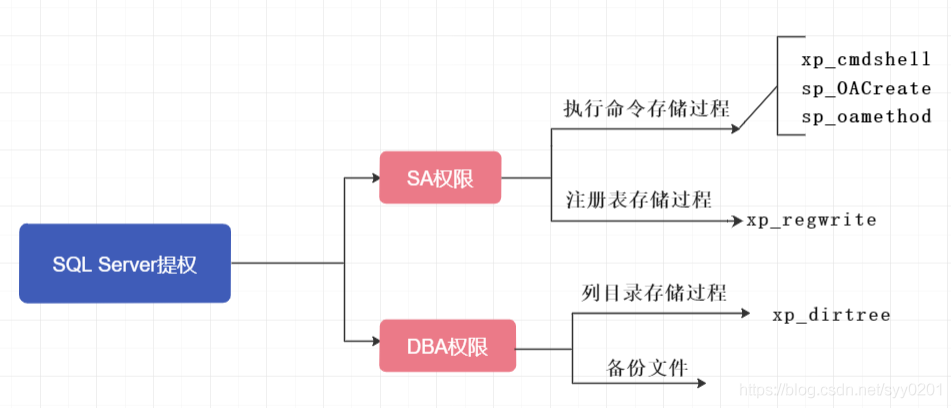 xp_cmdshell
sp_OACreate
sp_oamethod
执行命令存储过程
SA权限
注册表存储过程
xp_regwrite
SQL Server提权
列目录存储过程
xp_dirtree
DBA权限
备份文件
https://blog.csdn.net/syy0201